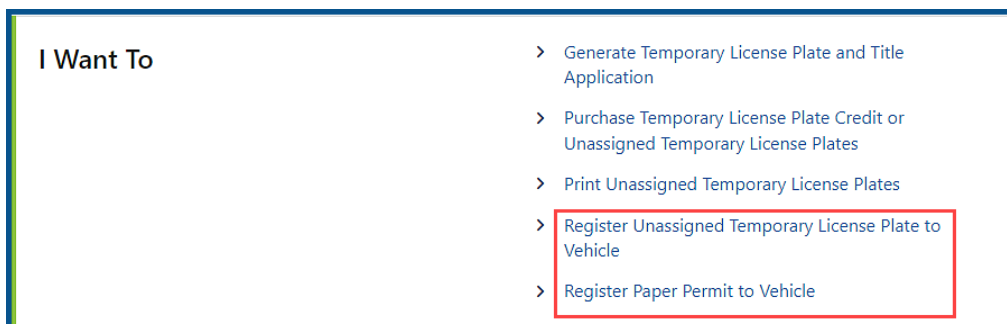 I Want To
Generate Temporary License Plate and Title
Application
Purchase Temporary License Plate Credit or
Unassigned Temporary License Plates
Print Unassigned Temporary License Plates
Register Unassigned Temporary License Plate to
Vehicle
Register Paper Permit to Vehicle